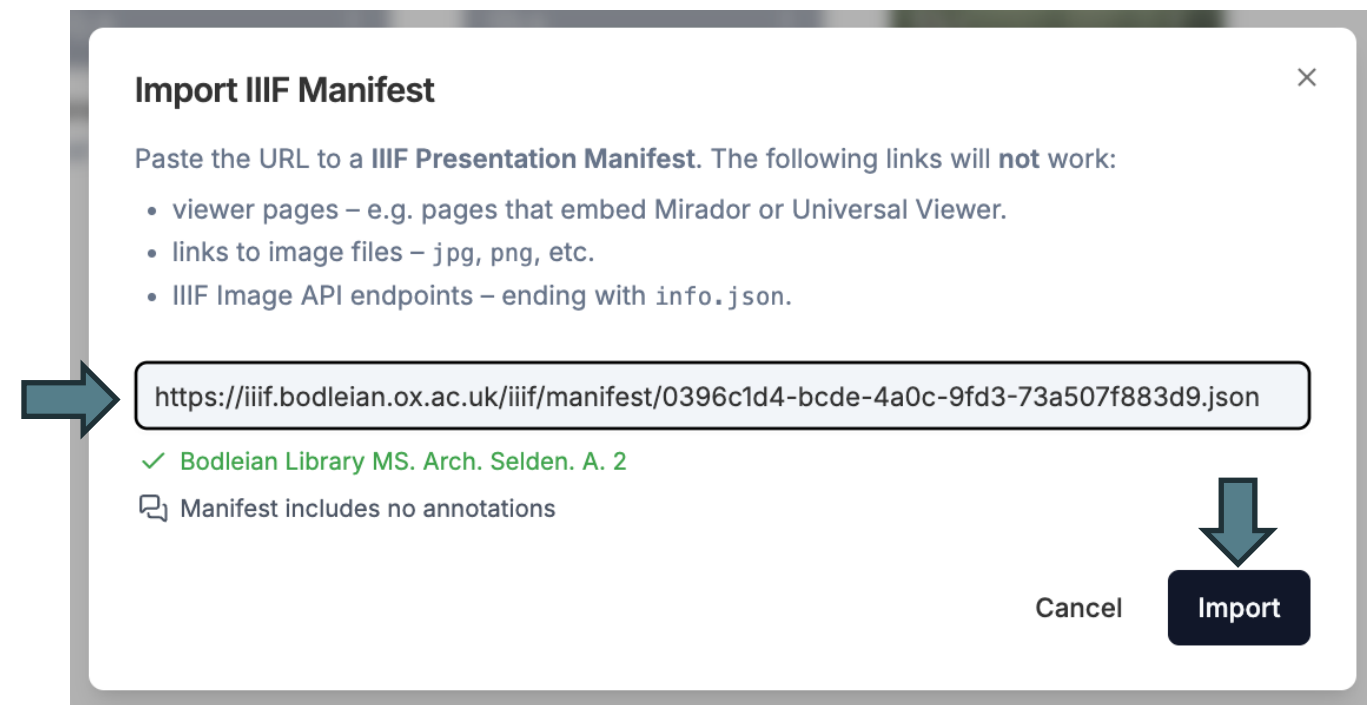 Import IIIF Manifest
Paste the URL to a IIIF Presentation Manifest. The following links will not work:
• viewer pages – e.g. pages that embed Mirador or Universal Viewer.
• links to image files – jpg, png, etc.
• IIIF Image API endpoints – ending with info.json.
https://iiif.bodleian.ox.ac.uk/iiif/manifest/0396c1d4-bcde-4a0c-9fd3-73a507f883d9.json
Bodleian Library MS. Arch. Selden. A. 2
Manifest includes no annotations
Cancel Import